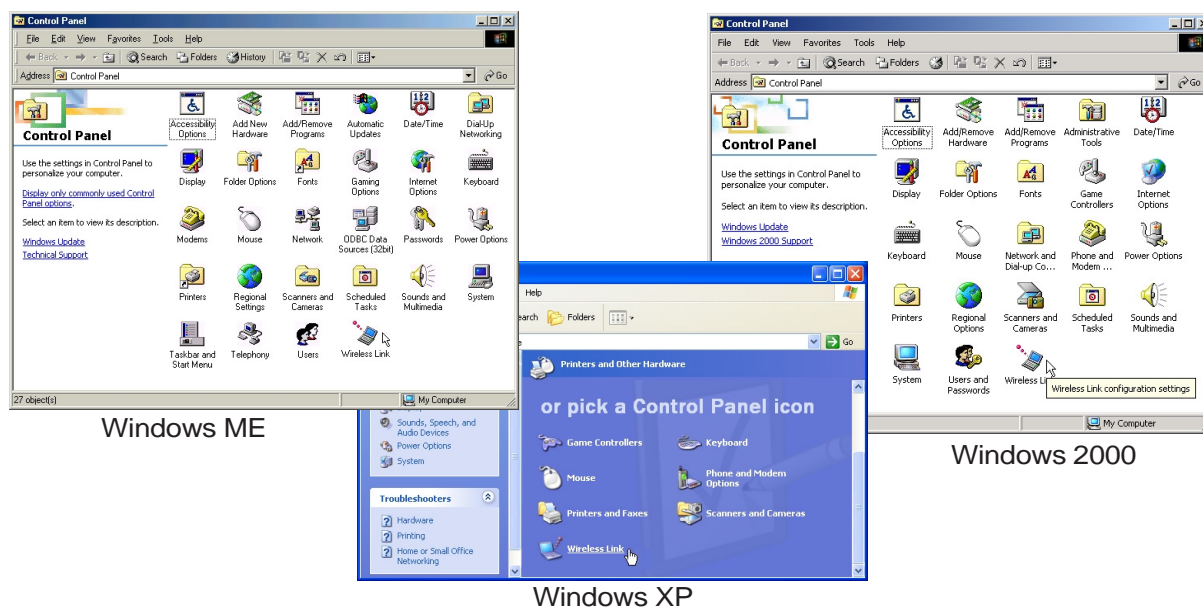 Control Panel
File Edit View Favorites Tools Help
Back Search Folders History
Address Control Panel Go
Control Panel
Use the settings in Control Panel to
personalize your computer.
Display only commonly used Control
Panel options.
Select an item to view its description.
Windows Update
Technical Support
Accessibility
Options
Add New
Hardware
Add/Remove
Programs
Automatic
Updates
Date/Time
Dial-Up
Networking
Display
Folder Options
Fonts
Gaming
Options
Internet
Options
Keyboard
Modems
Mouse
Network
ODBC Data
Sources (32bit)
Passwords
Power Options
Printers
Regional
Settings
Scanners and
Cameras
Scheduled
Tasks
Sounds and
Multimedia
System
Taskbar and
Start Menu
Telephony
Users
Wireless Link
27 object(s)
My Computer
Windows ME
Control Panel
File Edit View Favorites Tools Help
Back Search Folders
Address Control Panel Go
Control Panel
Use the settings in Control Panel to
personalize your computer.
Select an item to view its description.
Windows Update
Windows 2000 Support
Accessibility
Options
Add/Remove
Hardware
Add/Remove
Programs
Administrative
Tools
Date/Time
Display
Folder Options
Fonts
Game
Controllers
Internet
Options
Keyboard
Mouse
Network and
Dial-up Co...
Phone and
Modem ...
Power Options
Printers
Regional
Options
Scanners and
Cameras
Scheduled
Tasks
Sounds and
Multimedia
System
Users and
Passwords
Wireless Li
Wireless Link configuration settings
My Computer
Windows 2000
Help
earch Folders
Go
Sounds, Speech, and
Audio Devices
Power Options
System
Troubleshooters
Hardware
Printing
Home or Small Office
Networking
Printers and Other Hardware
or pick a Control Panel icon
Game Controllers
Keyboard
Mouse
Phone and Modem
Options
Printers and Faxes
Scanners and Cameras
Wireless Link
Windows XP